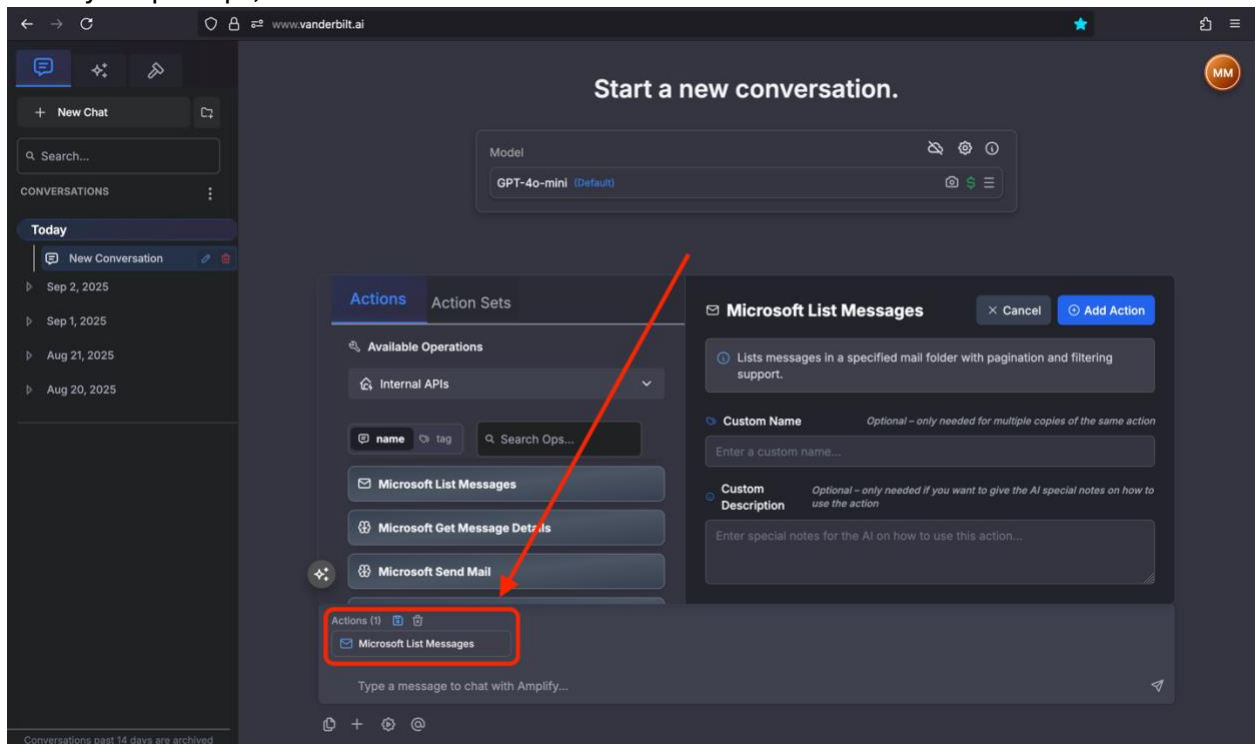 www.vanderbilt.ai
MM
Start a new conversation.
+ New Chat
Search...
CONVERSATIONS
Today
New Conversation
Sep 2, 2025
Sep 1, 2025
Aug 21, 2025
Aug 20, 2025
Conversations past 14 days are archived
Model
GPT-4o-mini (Default)
Actions Action Sets
Available Operations
Internal APIs
name tag Search Ops...
Microsoft List Messages
Microsoft Get Message Details
Microsoft Send Mail
Microsoft List Messages × Cancel Add Action
Lists messages in a specified mail folder with pagination and filtering
support.
Custom Name Optional – only needed for multiple copies of the same action
Enter a custom name...
Custom Optional – only needed if you want to give the AI special notes on how to
Description use the action
Enter special notes for the AI on how to use this action...
Actions (1)
Microsoft List Messages
Type a message to chat with Amplify...